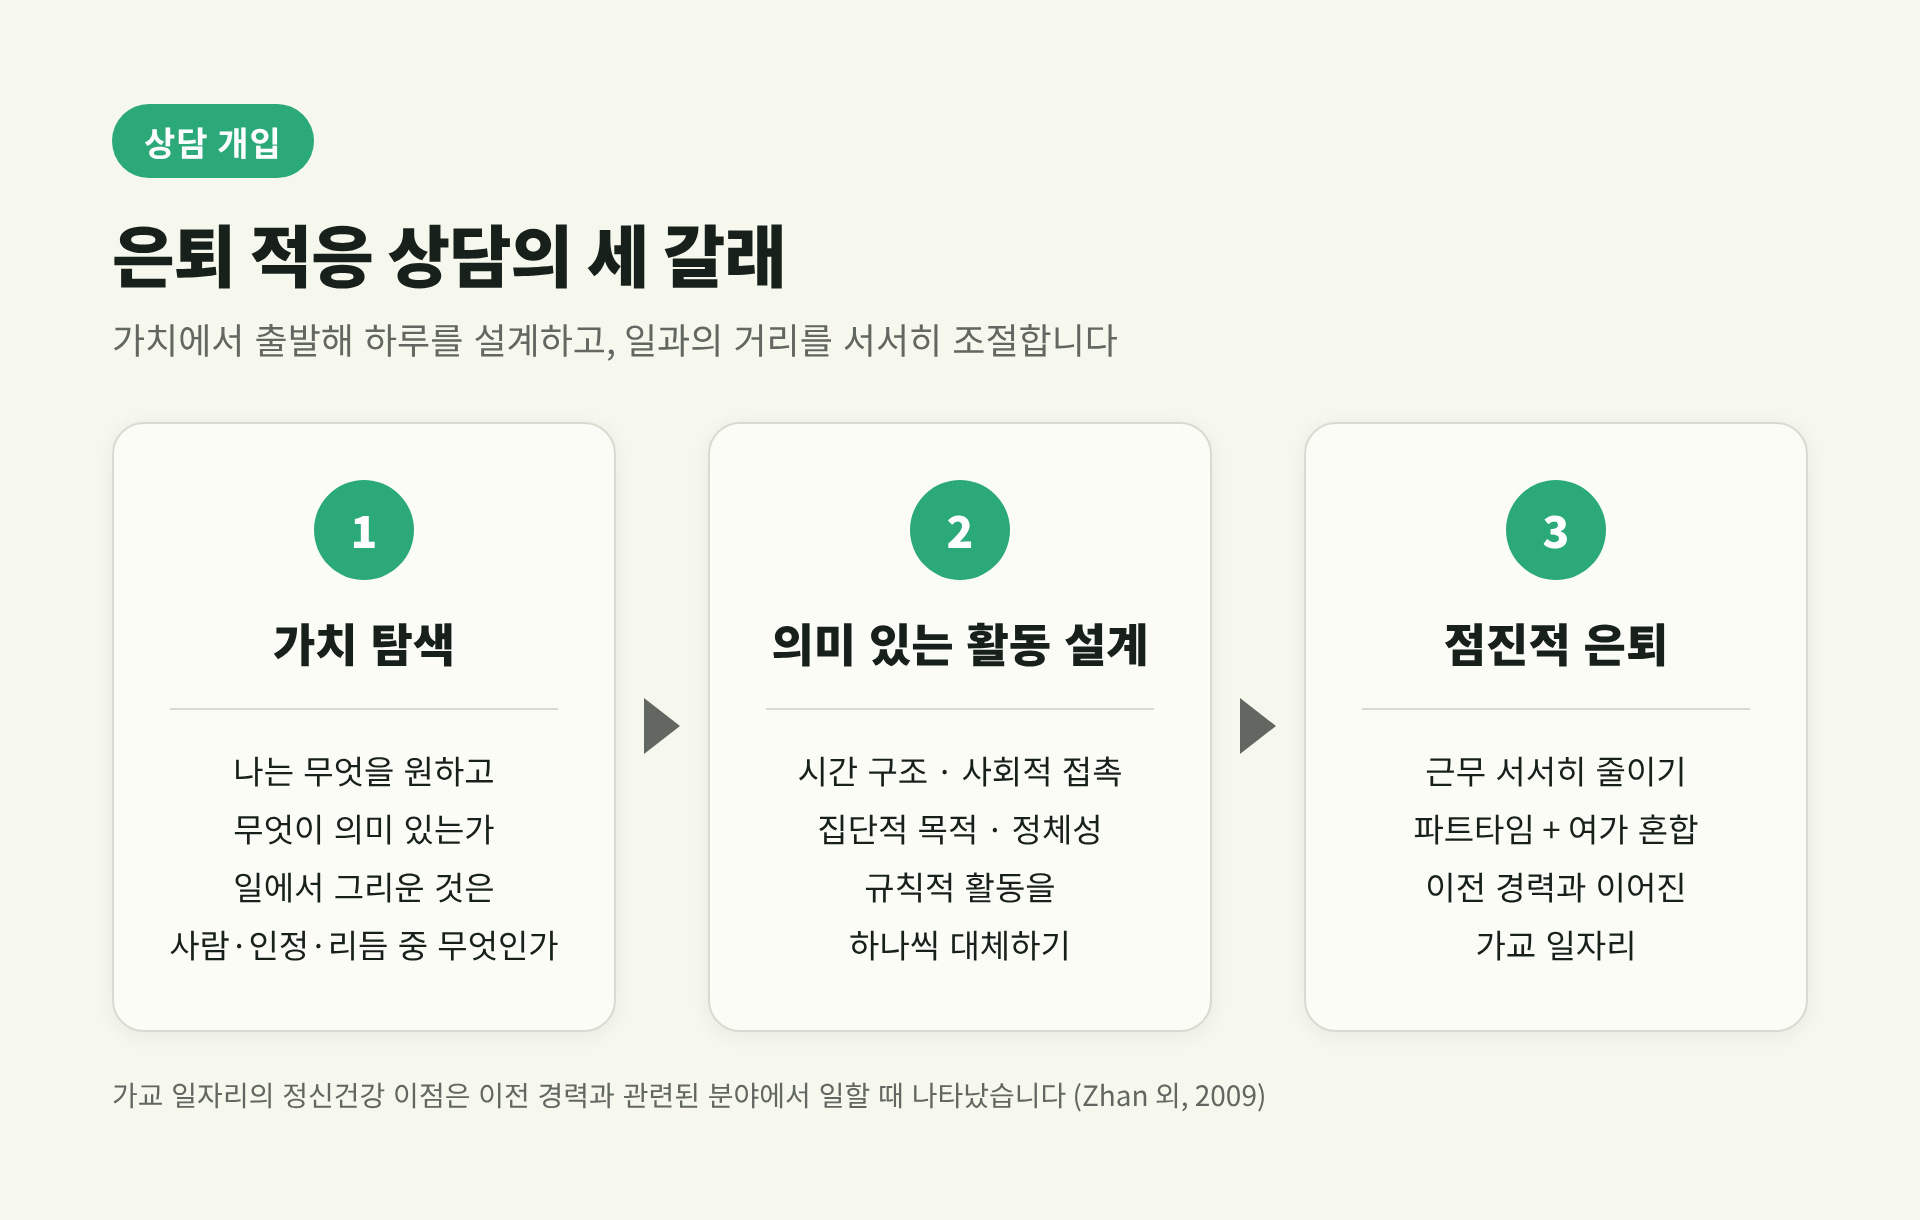 상담 개입
은퇴 적응 상담의 세 갈래
가치에서 출발해 하루를 설계하고, 일과의 거리를 서서히 조절합니다
1
가치 탐색
나는 무엇을 원하고
무엇이 의미 있는가
일에서 그리운 것은
사람·인정·리듬 중 무엇인가
2
의미 있는 활동 설계
시간 구조 · 사회적 접촉
집단적 목적 · 정체성
규칙적 활동을
하나씩 대체하기
3
점진적 은퇴
근무 서서히 줄이기
파트타임 + 여가 혼합
이전 경력과 이어진
가교 일자리
가교 일자리의 정신건강 이점은 이전 경력과 관련된 분야에서 일할 때 나타났습니다 (Zhan 외, 2009)